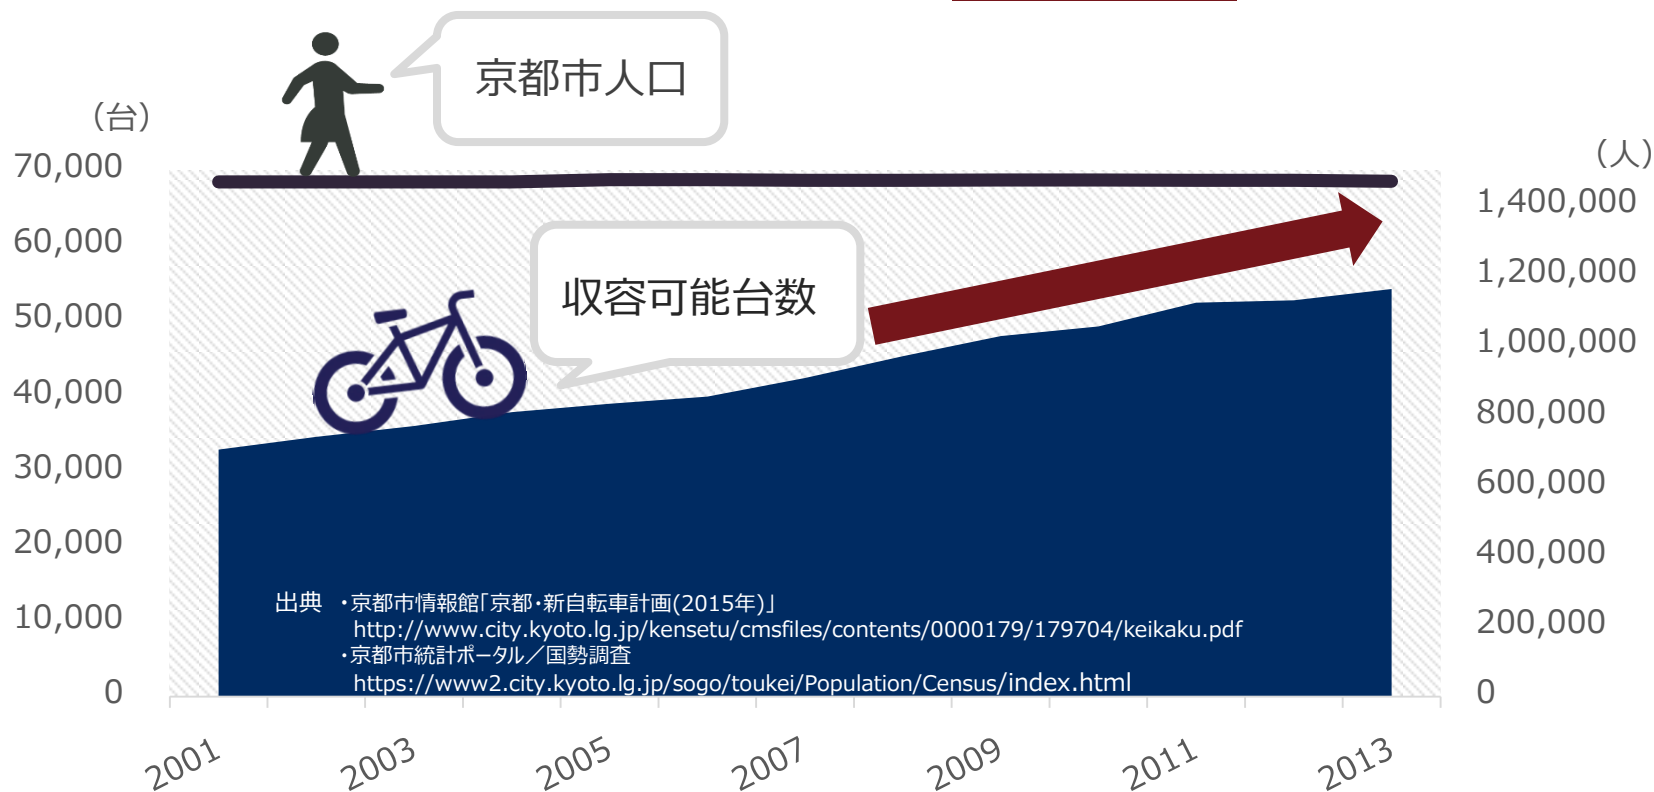 京都市人口
(台)
(人)
70,000
60,000
50,000
40,000
30,000
20,000
10,000
0
1,400,000
1,200,000
1,000,000
800,000
600,000
400,000
200,000
0
収容可能台数
出典 ・京都市情報館「京都・新自転車計画(2015年)」
http://www.city.kyoto.lg.jp/kensetu/cmsfiles/contents/0000179/179704/keikaku.pdf
・京都市統計ポータル／国勢調査
https://www2.city.kyoto.lg.jp/sogo/toukei/Population/Census/index.html
2001
2003
2005
2007
2009
2011
2013